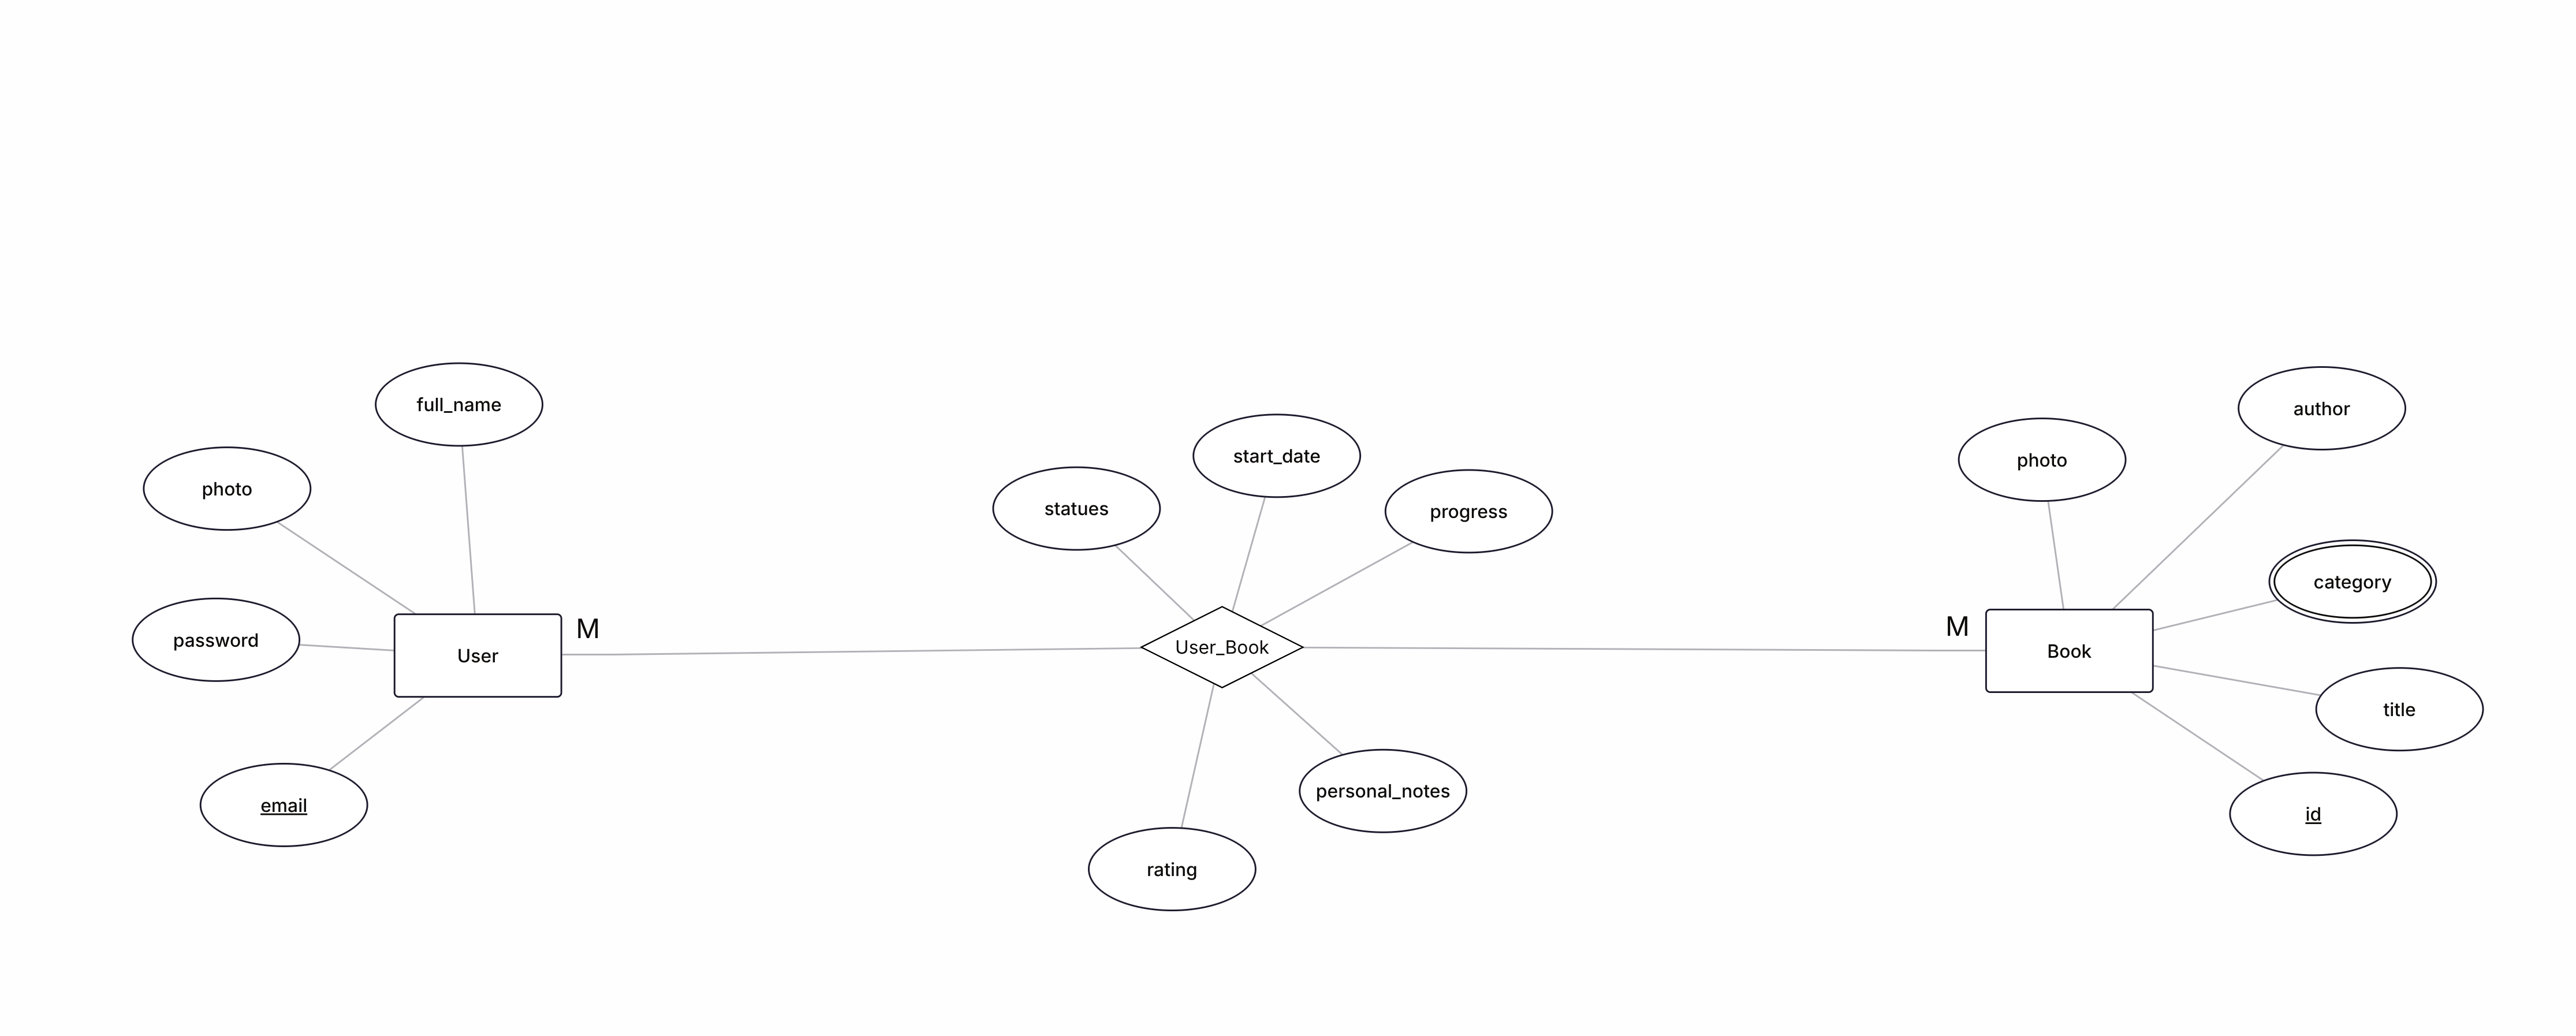 full_name
photo
password
User
email
M
statues
start_date
progress
User_Book
personal_notes
rating
M
photo
author
category
Book
title
id